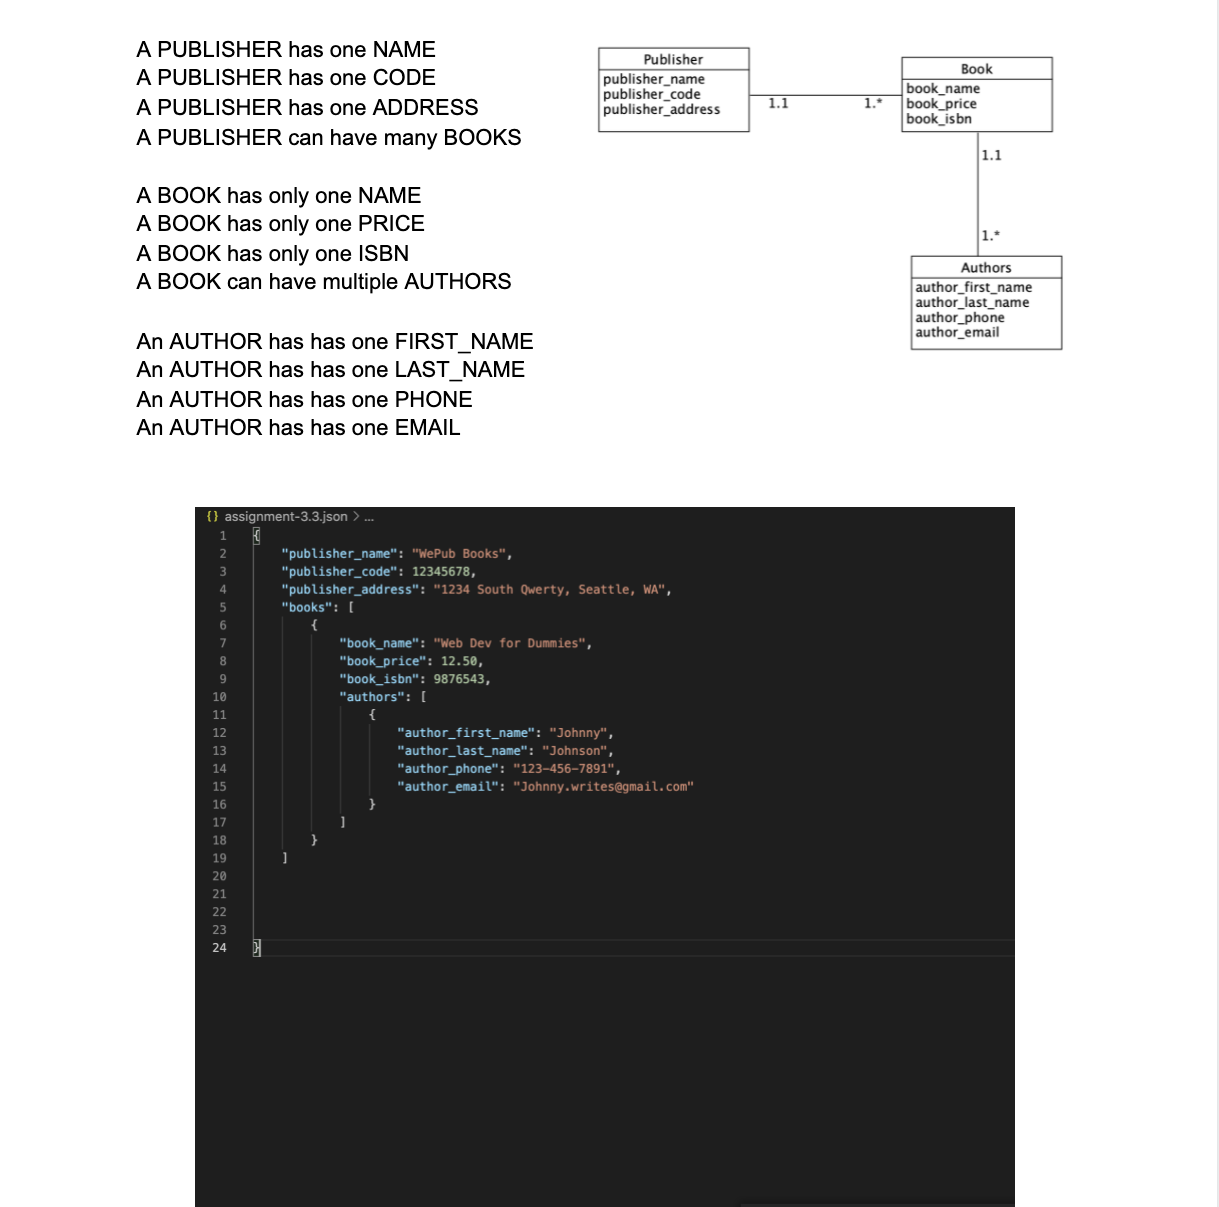 A PUBLISHER has one NAME
A PUBLISHER has one CODE
A PUBLISHER has one ADDRESS
A PUBLISHER can have many BOOKS
A BOOK has only one NAME
A BOOK has only one PRICE
A BOOK has only one ISBN
A BOOK can have multiple AUTHORS
An AUTHOR has has one FIRST_NAME
An AUTHOR has has one LAST_NAME
An AUTHOR has has one PHONE
An AUTHOR has has one EMAIL
Publisher
publisher_name
publisher_code
publisher_address
1.1
1.*
Book
book_name
book_price
book_isbn
1.1
1.*
Authors
author_first_name
author_last_name
author_phone
author_email
{} assignment-3.3.json > ...
1 {
2 "publisher_name": "WePub Books",
3 "publisher_code": 12345678,
4 "publisher_address": "1234 South Qwerty, Seattle, WA",
5 "books": [
6 {
7 "book_name": "Web Dev for Dummies",
8 "book_price": 12.50,
9 "book_isbn": 9876543,
10 "authors": [
11 {
12 "author_first_name": "Johnny",
13 "author_last_name": "Johnson",
14 "author_phone": "123-456-7891",
15 "author_email": "Johnny.writes@gmail.com"
16 }
17 ]
18 }
19 ]
20
21
22
23
24 }